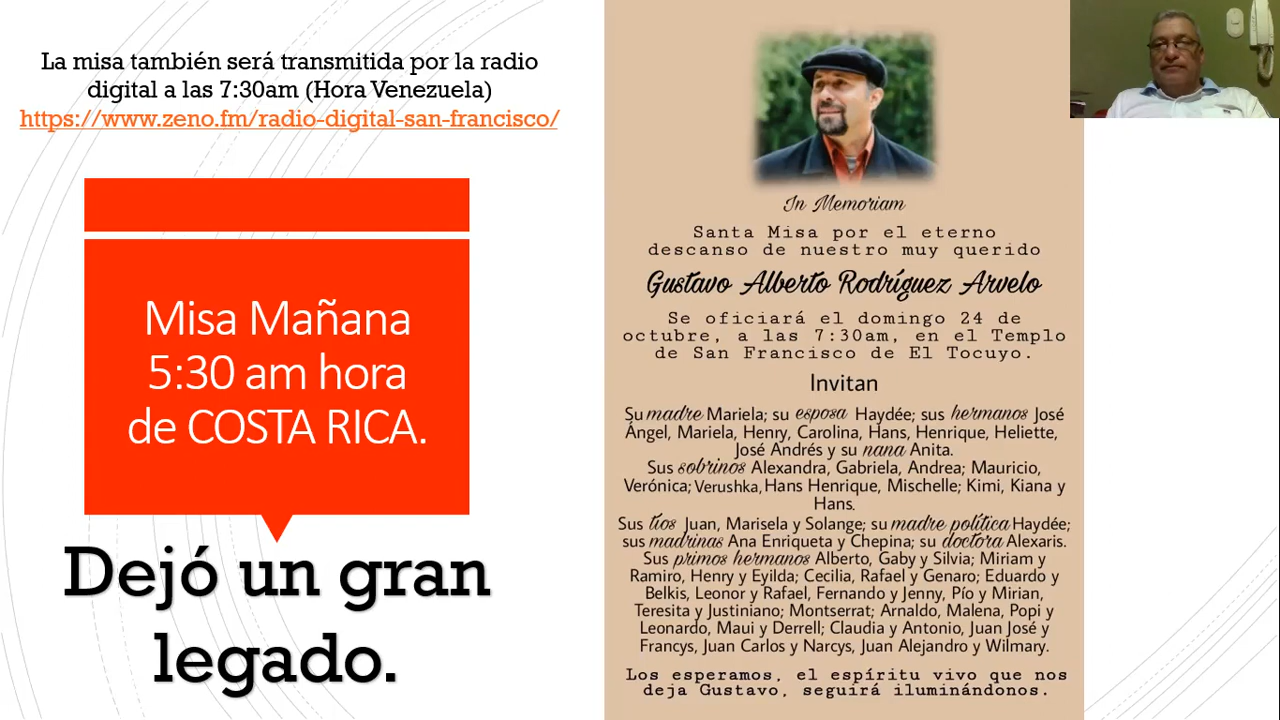 La misa también será transmitida por la radio
digital a las 7:30am (Hora Venezuela)
https://www.zeno.fm/radio-digital-san-francisco/
Misa Mañana
5:30 am hora
de COSTA RICA.
Dejó un gran
legado.
In Memoriam
Santa Misa por el eterno
descanso de nuestro muy querido
Gustavo Alberto Rodríguez Arvelo
Se oficiará el domingo 24 de
octubre, a las 7:30am, en el Templo
de San Francisco de El Tocuyo.
Invitan
Su madre Mariela; su esposa Haydée; sus hermanos José
Ángel, Mariela, Henry, Carolina, Hans, Henrique, Heliette,
José Andrés y su nana Anita.
Sus sobrinos Alexandra, Gabriela, Andrea; Mauricio,
Verónica; Verushka, Hans Henrique, Mischelle; Kimi, Kiana y
Hans.
Sus tíos Juan, Marisela y Solange; su madre política Haydée;
sus madrinas Ana Enriqueta y Chepina; su doctora Alexaris.
Sus primos hermanos Alberto, Gaby y Silvia; Miriam y
Ramiro, Henry y Eyilda; Cecilia, Rafael y Genaro; Eduardo y
Belkis, Leonor y Rafael, Fernando y Jenny, Pío y Mirian,
Teresita y Justiniano; Montserrat; Arnaldo, Malena, Popi y
Leonardo, Maui y Derrell; Claudia y Antonio, Juan José y
Francys, Juan Carlos y Narcys, Juan Alejandro y Wilmary.
Los esperamos, el espíritu vivo que nos
deja Gustavo, seguirá iluminándonos.